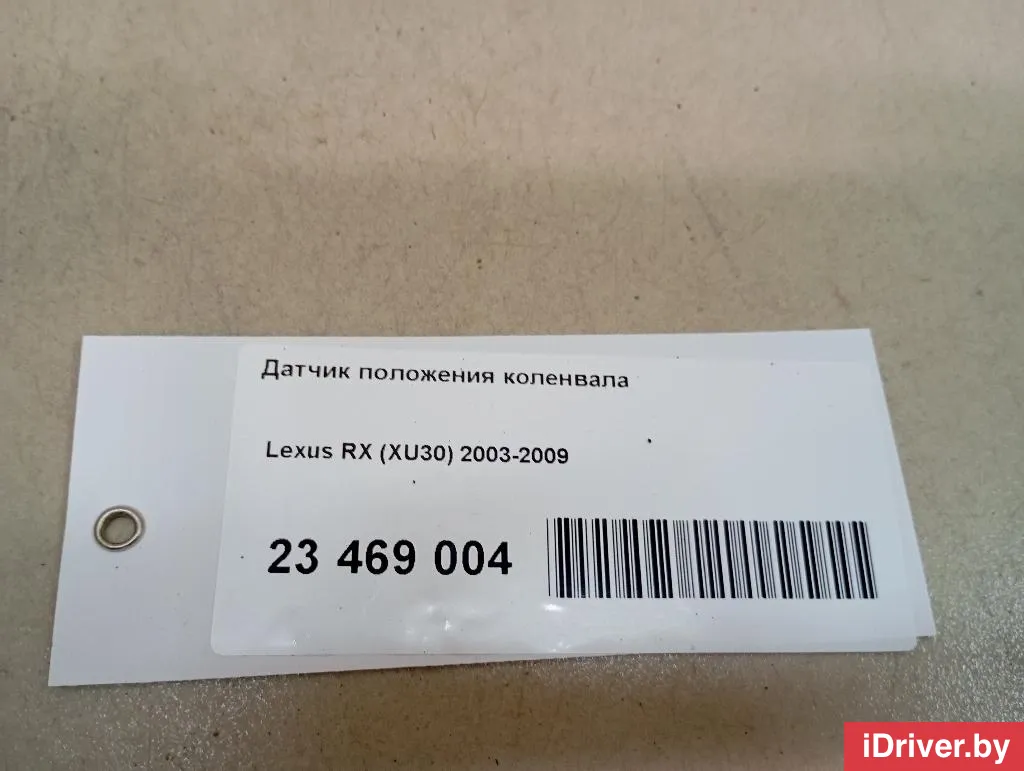 Датчик положения коленвала
Lexus RX (XU30) 2003-2009
23 469 004
iDriver.by